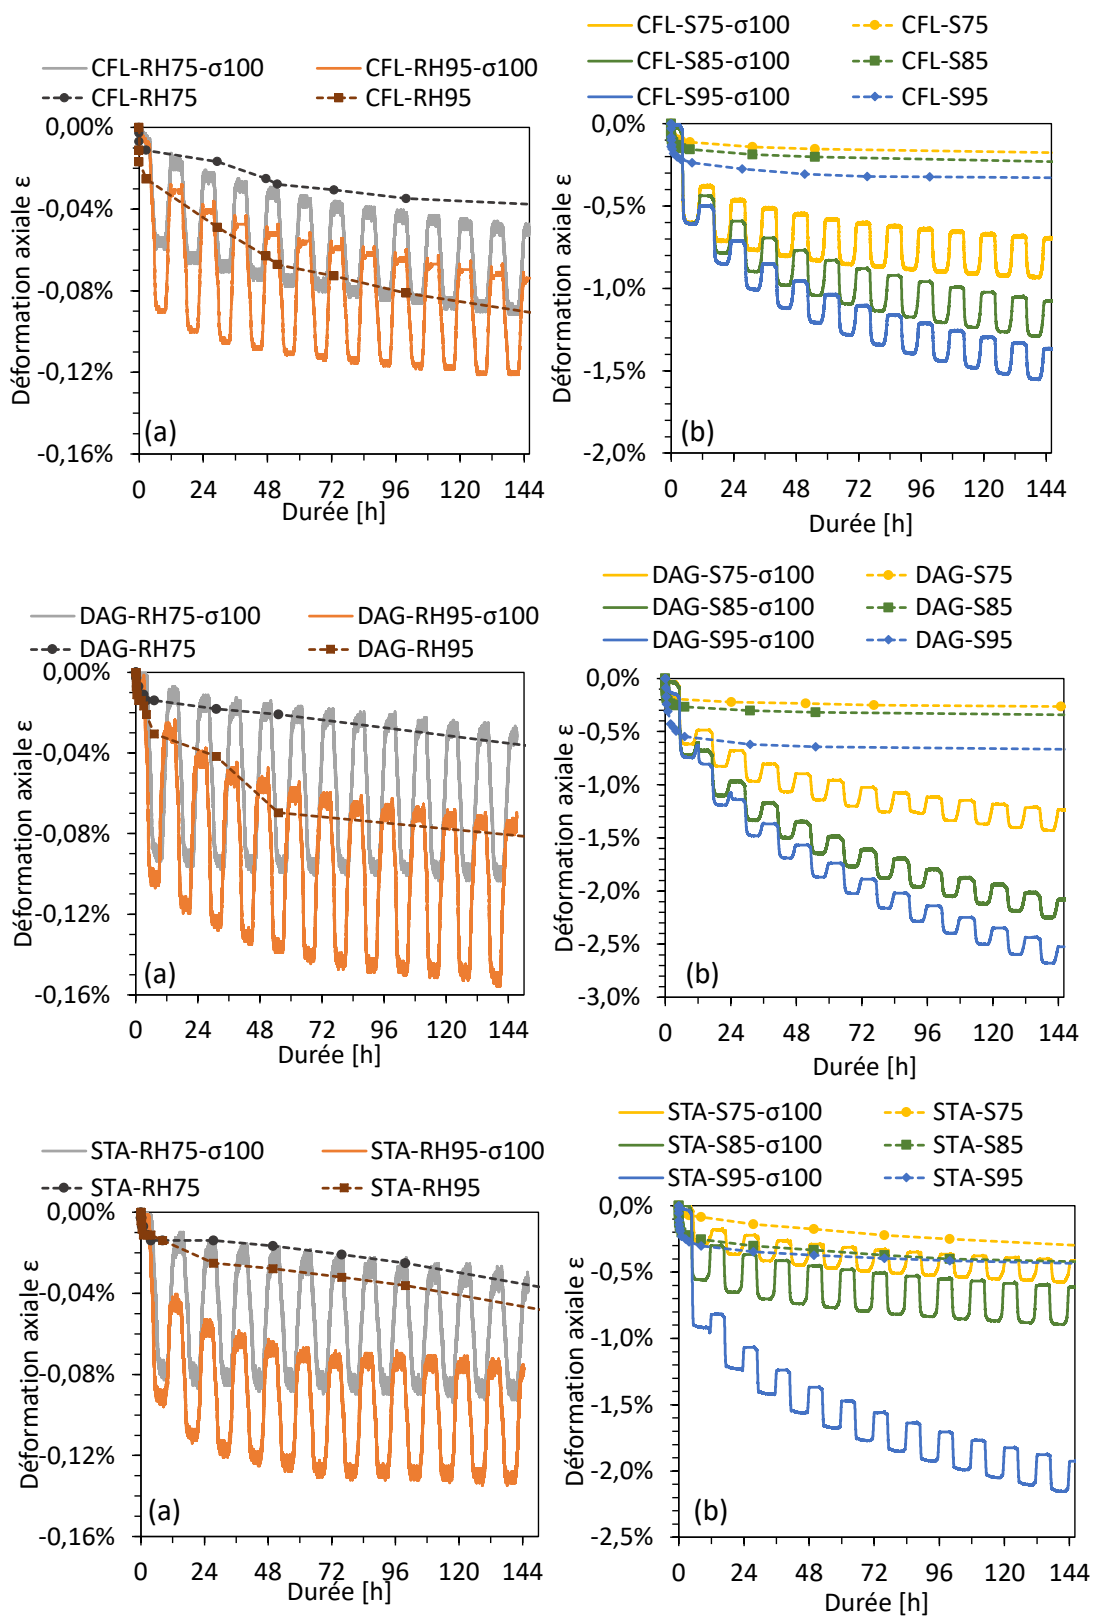 CFL-RH75-σ100 CFL-RH95-σ100
CFL-RH75 CFL-RH95
0,00%
-0,04%
-0,08%
-0,12%
-0,16%
Déformation axiale ε
(a)
0 24 48 72 96 120 144
Durée [h]
CFL-S75-σ100 CFL-S75
CFL-S85-σ100 CFL-S85
CFL-S95-σ100 CFL-S95
0,0%
-0,5%
-1,0%
-1,5%
-2,0%
Déformation axiale ε
(b)
0 24 48 72 96 120 144
Durée [h]
DAG-RH75-σ100 DAG-RH95-σ100
DAG-RH75 DAG-RH95
0,00%
-0,04%
-0,08%
-0,12%
-0,16%
Déformation axiale ε
(a)
0 24 48 72 96 120 144
Durée [h]
DAG-S75-σ100 DAG-S75
DAG-S85-σ100 DAG-S85
DAG-S95-σ100 DAG-S95
0,0%
-0,5%
-1,0%
-1,5%
-2,0%
-2,5%
-3,0%
Déformation axiale ε
(b)
0 24 48 72 96 120 144
Durée [h]
STA-RH75-σ100 STA-RH95-σ100
STA-RH75 STA-RH95
0,00%
-0,04%
-0,08%
-0,12%
-0,16%
Déformation axiale ε
(a)
0 24 48 72 96 120 144
Durée [h]
STA-S75-σ100 STA-S75
STA-S85-σ100 STA-S85
STA-S95-σ100 STA-S95
0,0%
-0,5%
-1,0%
-1,5%
-2,0%
-2,5%
Déformation axiale ε
(b)
0 24 48 72 96 120 144
Durée [h]